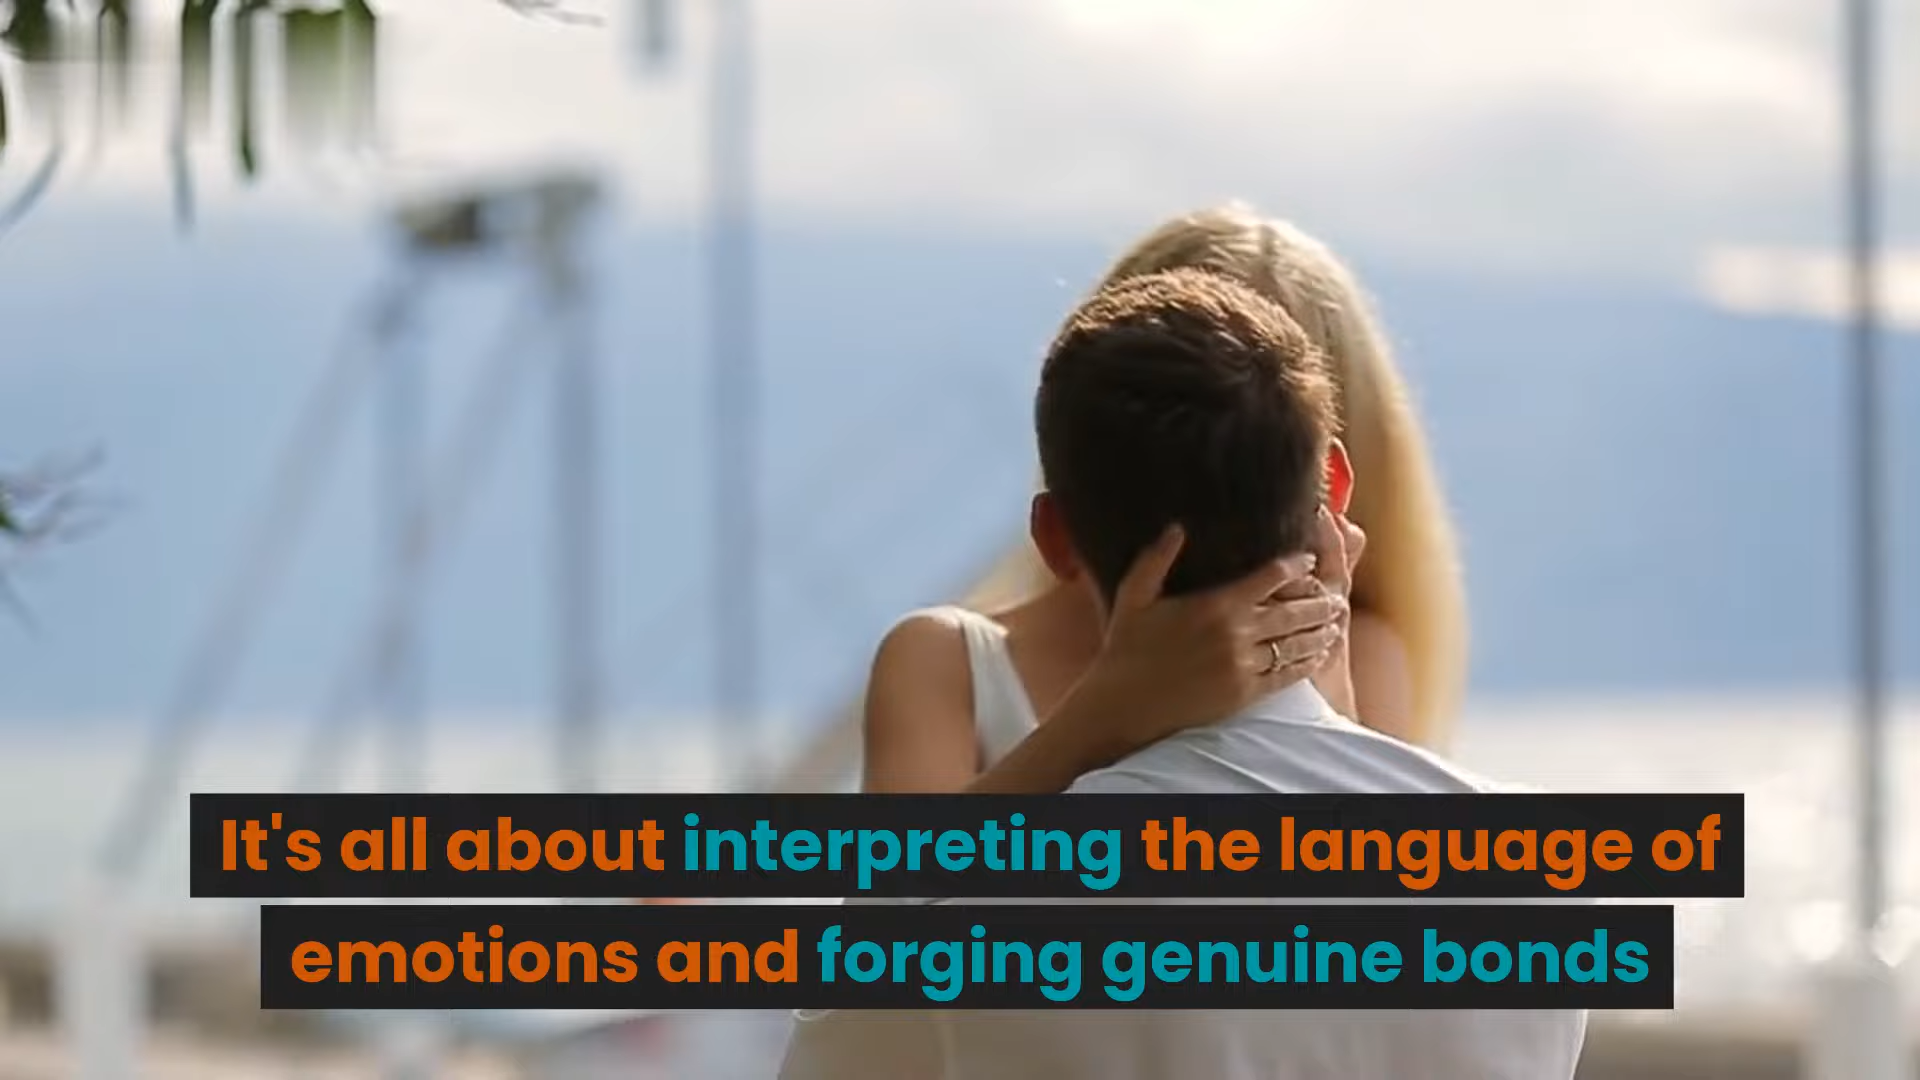 It's all about interpreting the language of
emotions and forging genuine bonds